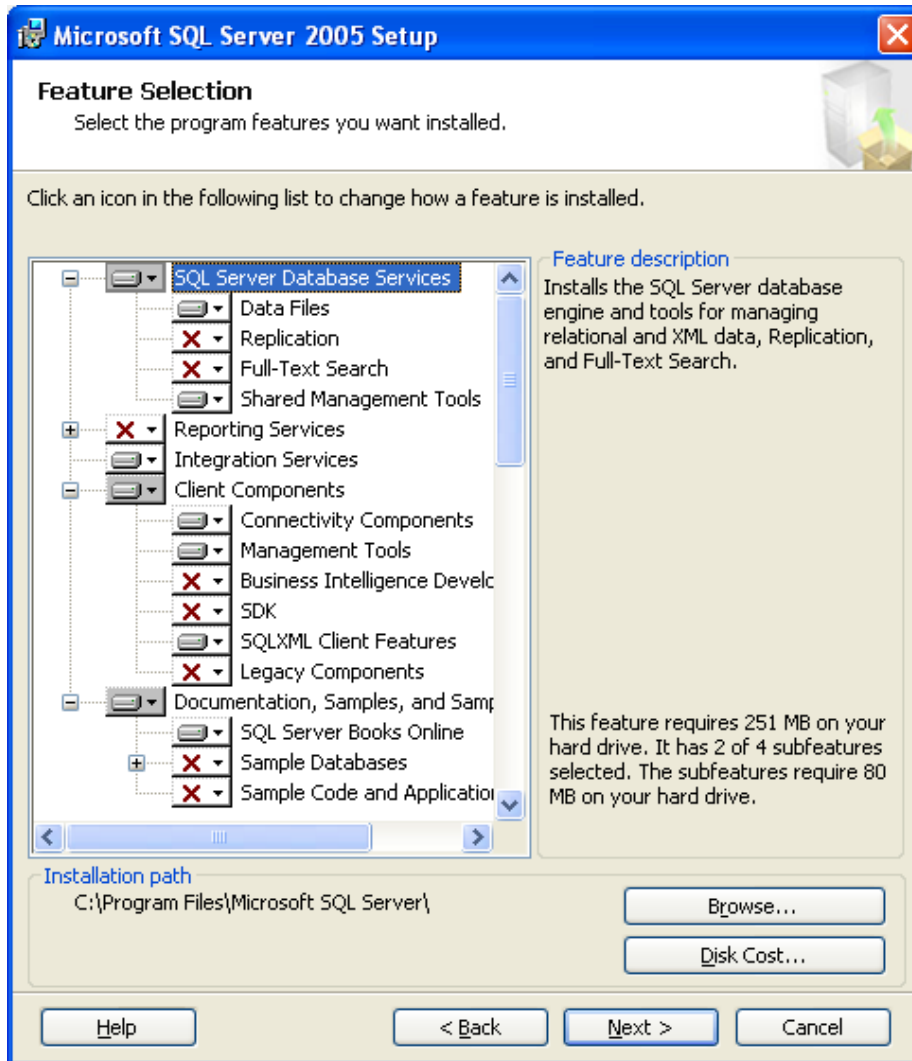 Microsoft SQL Server 2005 Setup
Feature Selection
Select the program features you want installed.
Click an icon in the following list to change how a feature is installed.
SQL Server Database Services
Data Files
Replication
Full-Text Search
Shared Management Tools
Reporting Services
Integration Services
Client Components
Connectivity Components
Management Tools
Business Intelligence Develo
SDK
SQLXML Client Features
Legacy Components
Documentation, Samples, and Samp
SQL Server Books Online
Sample Databases
Sample Code and Application
Feature description
Installs the SQL Server database
engine and tools for managing
relational and XML data, Replication,
and Full-Text Search.
This feature requires 251 MB on your
hard drive. It has 2 of 4 subfeatures
selected. The subfeatures require 80
MB on your hard drive.
Installation path
C:\Program Files\Microsoft SQL Server\
Browse...
Disk Cost...
Help
< Back
Next >
Cancel